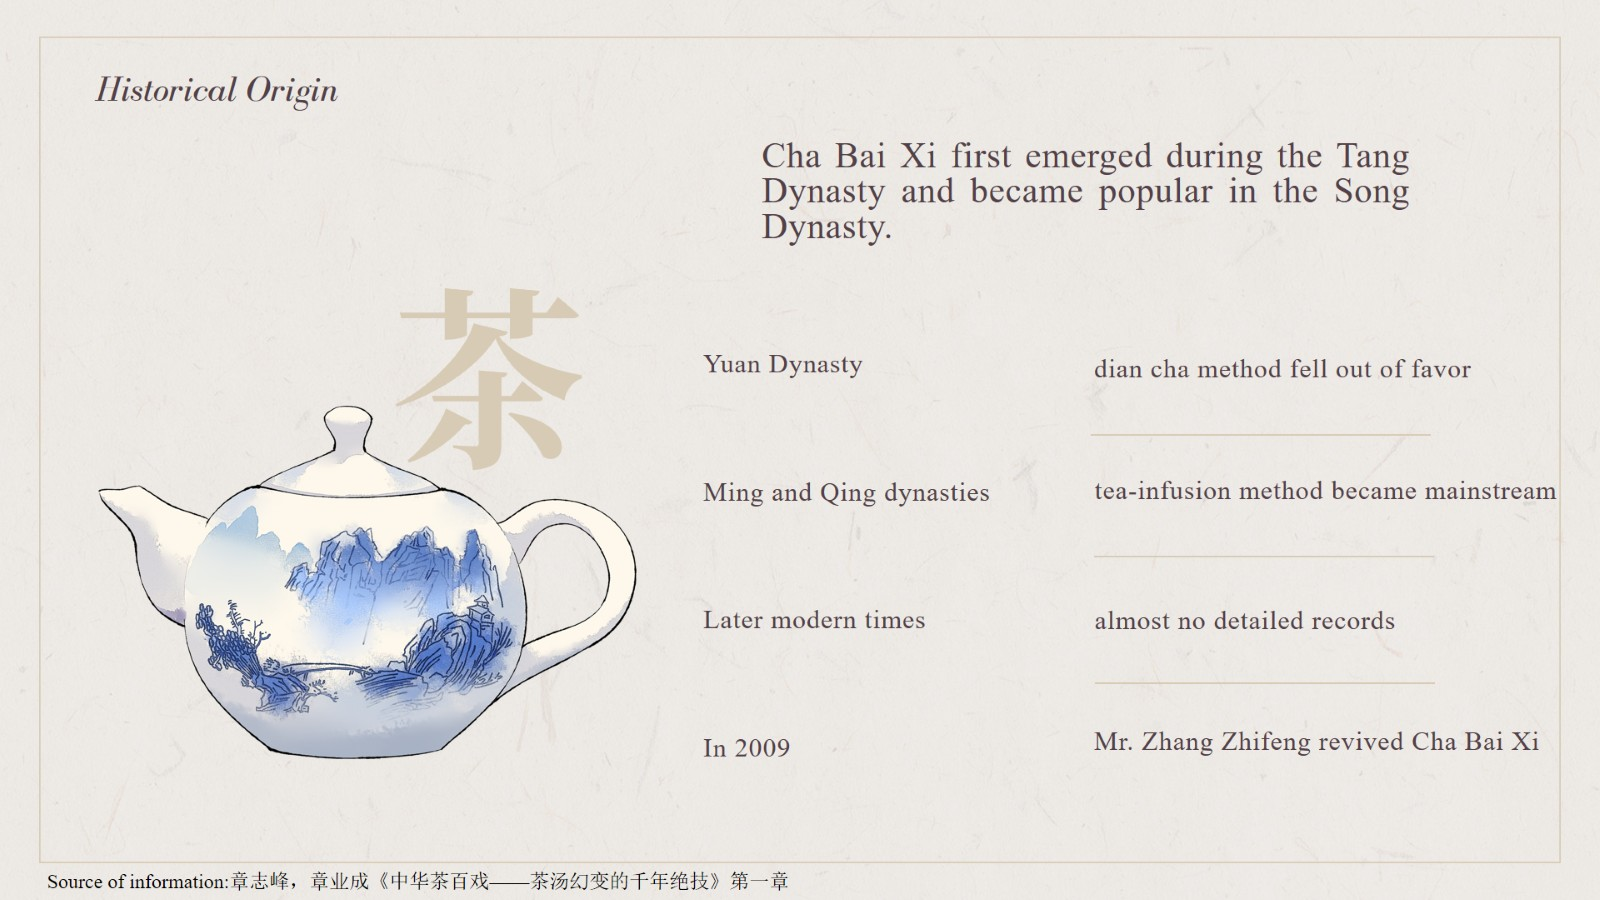 Historical Origin
Cha Bai Xi first emerged during the Tang
Dynasty and became popular in the Song
Dynasty.
茶
Yuan Dynasty
dian cha method fell out of favor
Ming and Qing dynasties
tea-infusion method became mainstream
Later modern times
almost no detailed records
In 2009
Mr. Zhang Zhifeng revived Cha Bai Xi
Source of information:章志峰，章业成《中华茶百戏——茶汤幻变的千年绝技》第一章